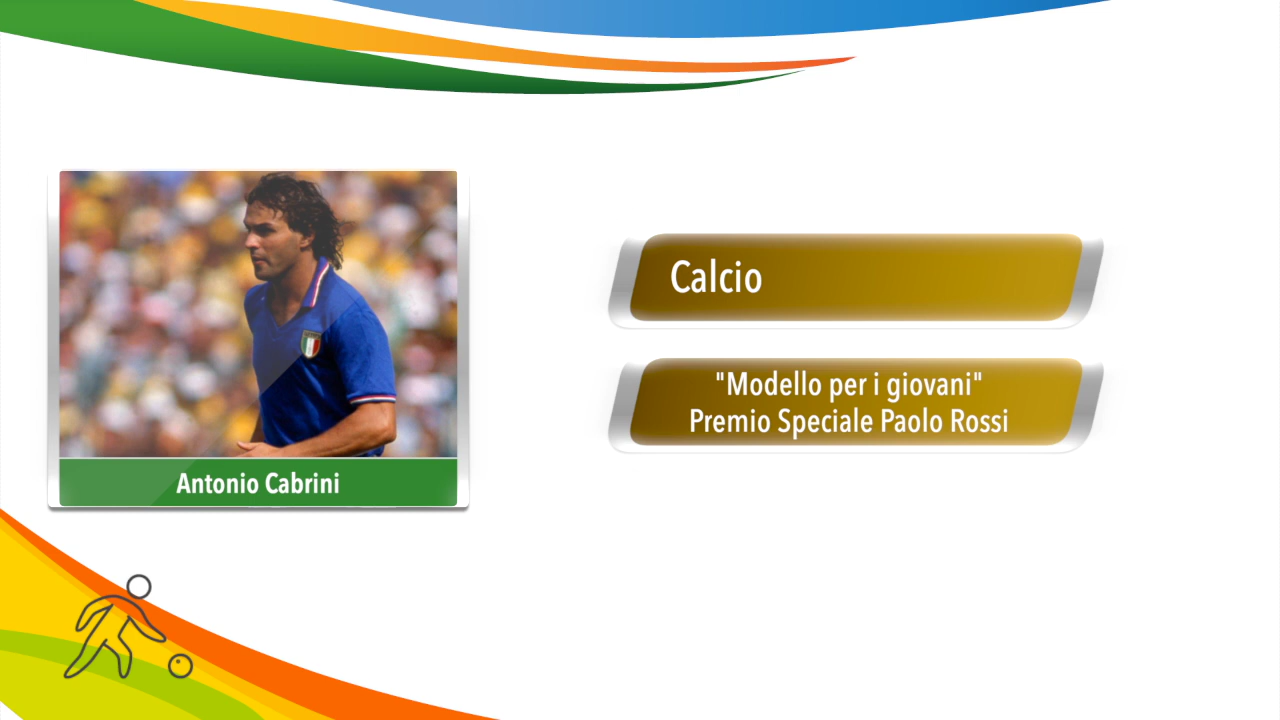 Calcio
"Modello per i giovani"
Premio Speciale Paolo Rossi
Antonio Cabrini